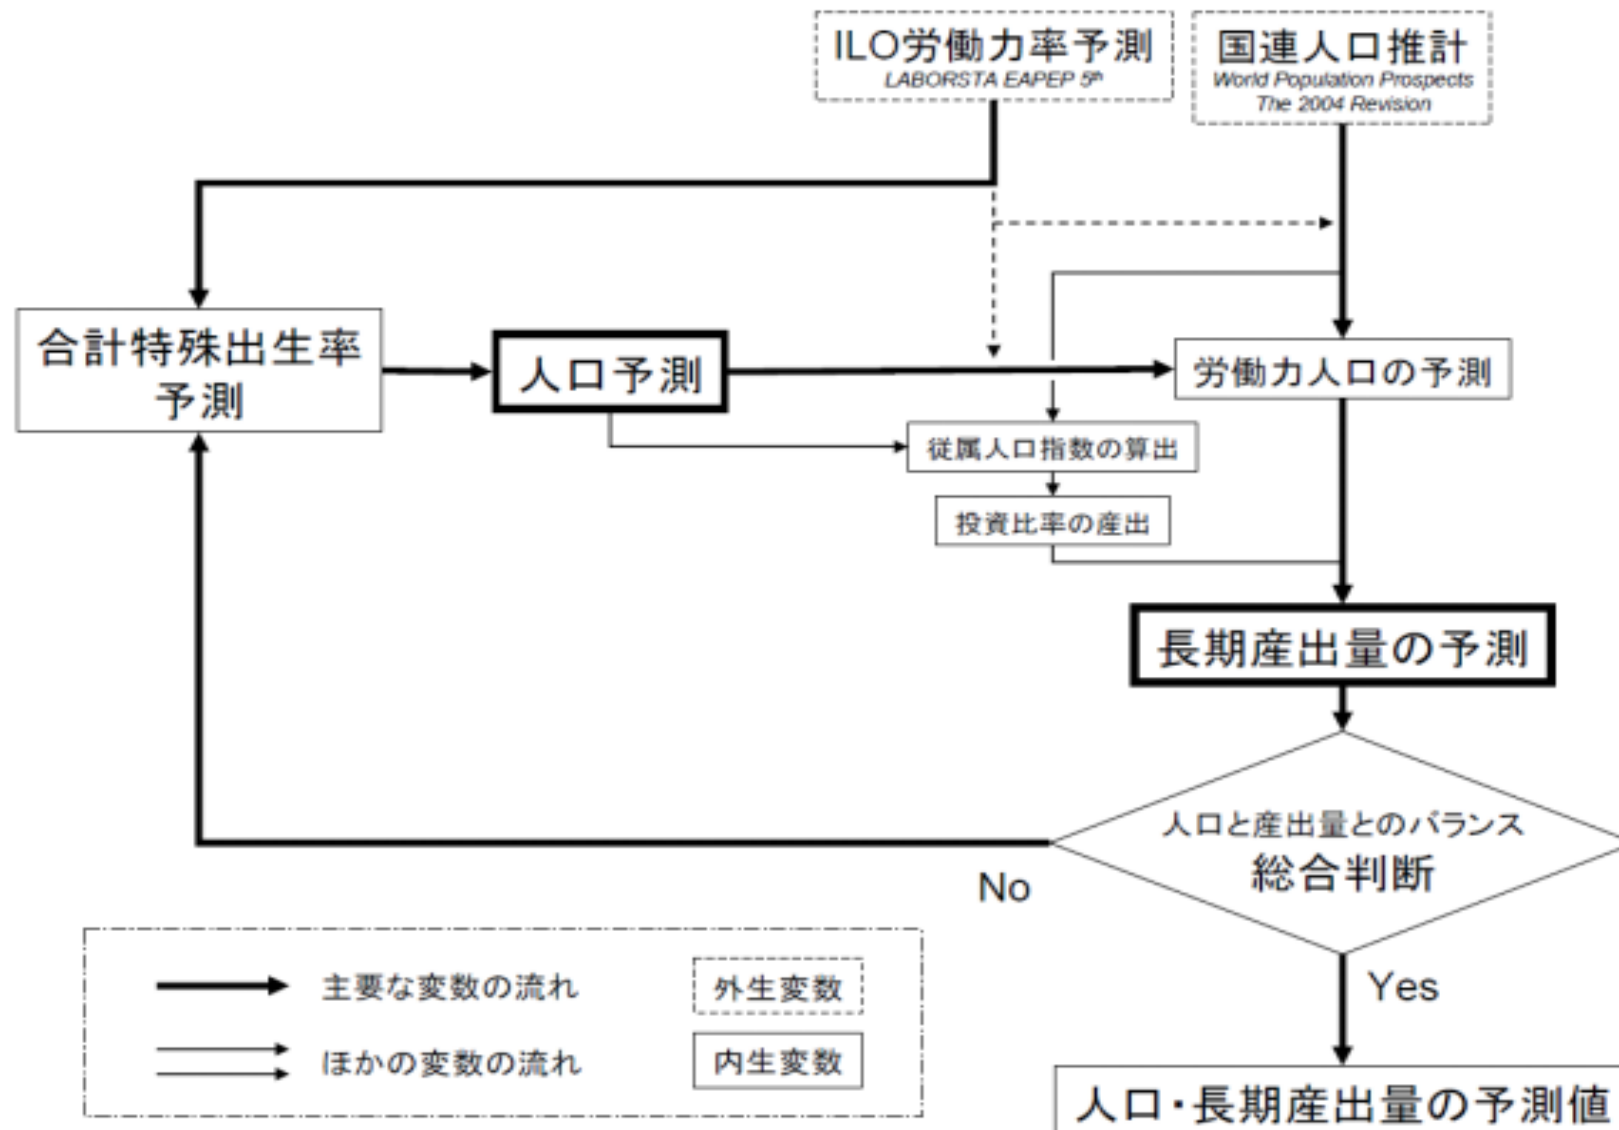 ILO労働力率予測
LABORSTA EAPEP 5th
国連人口推計
World Population Prospects
The 2004 Revision
合計特殊出生率
予測
人口予測
労働力人口の予測
従属人口指数の算出
投資比率の産出
長期産出量の予測
人口と産出量とのバランス
総合判断
No
Yes
主要な変数の流れ
外生変数
ほかの変数の流れ
内生変数
人口・長期産出量の予測値